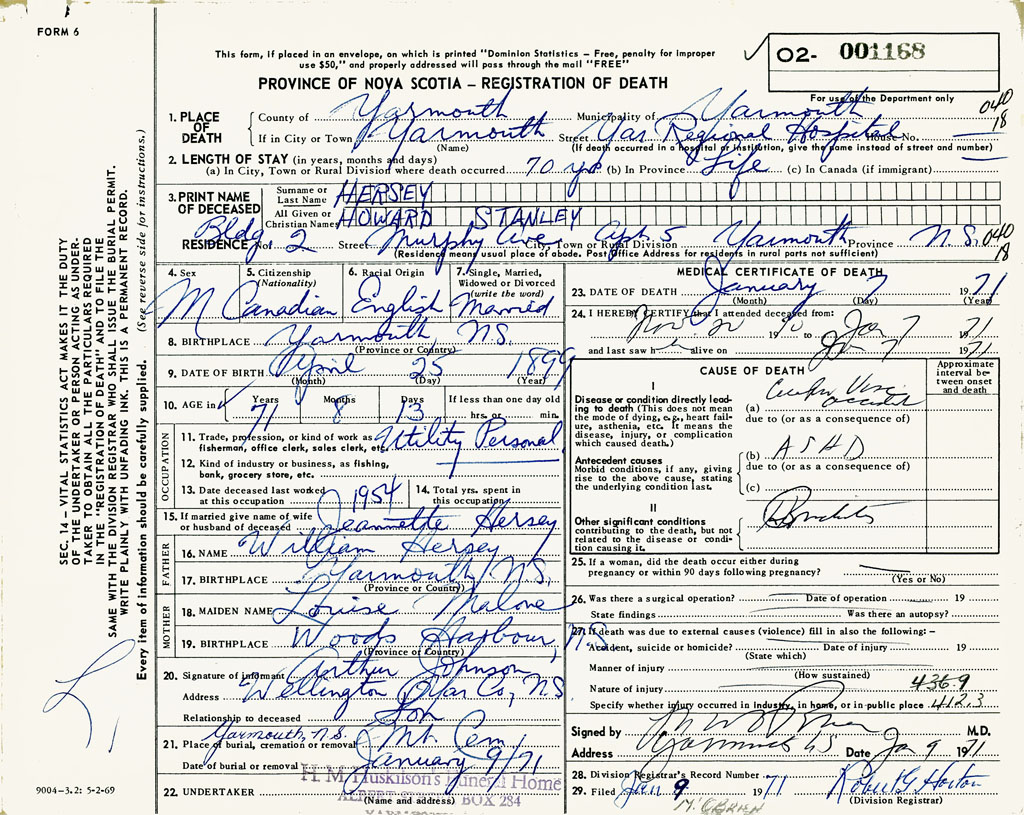 FORM 6
This form, if placed in an envelope, on which is printed "Dominion Statistics – Free, penalty for improper
use $50," and properly addressed will pass through the mail "FREE"
O2- 001168
PROVINCE OF NOVA SCOTIA – REGISTRATION OF DEATH
For use of the Department only
040
18
1. PLACE OF DEATH
County of Yarmouth Municipality of Yarmouth
If in City or Town Yarmouth Street Yar Regional Hospital House No.
(Name) (If death occurred in a hospital or institution, give the name instead of street and number)
2. LENGTH OF STAY (in years, months and days)
(a) In City, Town or Rural Division where death occurred 70 yrs (b) In Province Life (c) In Canada (if immigrant)
3. PRINT NAME OF DECEASED
Surname or Last Name HERSEY
All Given or Christian Names HOWARD STANLEY
RESIDENCE No. Bldg 2 Street Murphy Ave Apt. 5 City, Town or Rural Division Yarmouth Province N.S. 040
18
(Residence means usual place of abode. Post Office Address for residents in rural parts not sufficient)
4. Sex M
5. Citizenship (Nationality) Canadian
6. Racial Origin English
7. Single, Married, Widowed or Divorced (write the word) Married
8. BIRTHPLACE Yarmouth N.S.
(Province or Country)
9. DATE OF BIRTH April 25 1899
(Month) (Day) (Year)
10. AGE in Years 71 Months 8 Days 13 If less than one day old hrs. or min.
OCCUPATION
11. Trade, profession, or kind of work as fisherman, office clerk, sales clerk, etc. Utility Personal
12. Kind of industry or business, as fishing, bank, grocery store, etc.
13. Date deceased last worked at this occupation 1954
14. Total yrs. spent in this occupation
15. If married give name of wife or husband of deceased Jeannette Hersey
FATHER
16. NAME William Hersey
17. BIRTHPLACE Yarmouth N.S.
(Province or Country)
MOTHER
18. MAIDEN NAME Louise Malone
19. BIRTHPLACE Woods Harbour, N.S.
(Province or Country)
20. Signature of informant Arthur Johnson
Address Wellington Yar Co, N.S
Relationship to deceased Son
21. Place of burial, cremation or removal Yarmouth, N.S. Mt. Cem
Date of burial or removal January 9/71
22. UNDERTAKER H. M. Huskilson's Funeral Home
BOX 284
(Name and address)
MEDICAL CERTIFICATE OF DEATH
23. DATE OF DEATH January 7 1971
(Month) (Day) (Year)
24. I HEREBY CERTIFY that I attended deceased from:
19 to Jan 7 1971
and last saw h alive on Jan 7 1971
CAUSE OF DEATH
Approximate interval between onset and death
I
Disease or condition directly leading to death (This does not mean the mode of dying, e.g., heart failure, asthenia, etc. It means the disease, injury, or complication which caused death.)
(a)
due to (or as a consequence of)
Antecedent causes
Morbid conditions, if any, giving rise to the above cause, stating the underlying condition last.
(b) ASHD
due to (or as a consequence of)
(c)
II
Other significant conditions contributing to the death, but not related to the disease or condition causing it.
25. If a woman, did the death occur either during pregnancy or within 90 days following pregnancy?
(Yes or No)
26. Was there a surgical operation? Date of operation 19
State findings Was there an autopsy?
27. If death was due to external causes (violence) fill in also the following: –
Accident, suicide or homicide? Date of injury 19
(State which)
Manner of injury
(How sustained)
Nature of injury 436.9
Specify whether injury occurred in industry, in home, or in public place 412.3
Signed by M.D.
Address Date Jan 9 1971
28. Division Registrar's Record Number
29. Filed Jan 9 1971 Robert G Horton
(Division Registrar)
SEC. 14 – VITAL STATISTICS ACT MAKES IT THE DUTY
OF THE UNDERTAKER OR PERSON ACTING AS UNDER-
TAKER TO OBTAIN ALL THE PARTICULARS REQUIRED
IN THE "REGISTRATION OF DEATH" AND TO FILE THE
SAME WITH THE DIVISION REGISTRAR WHO SHALL ISSUE THE BURIAL PERMIT.
WRITE PLAINLY WITH UNFADING INK. THIS IS A PERMANENT RECORD.
Every item of information should be carefully supplied. (See reverse side for instructions.)
9004-3.2: 5-2-69